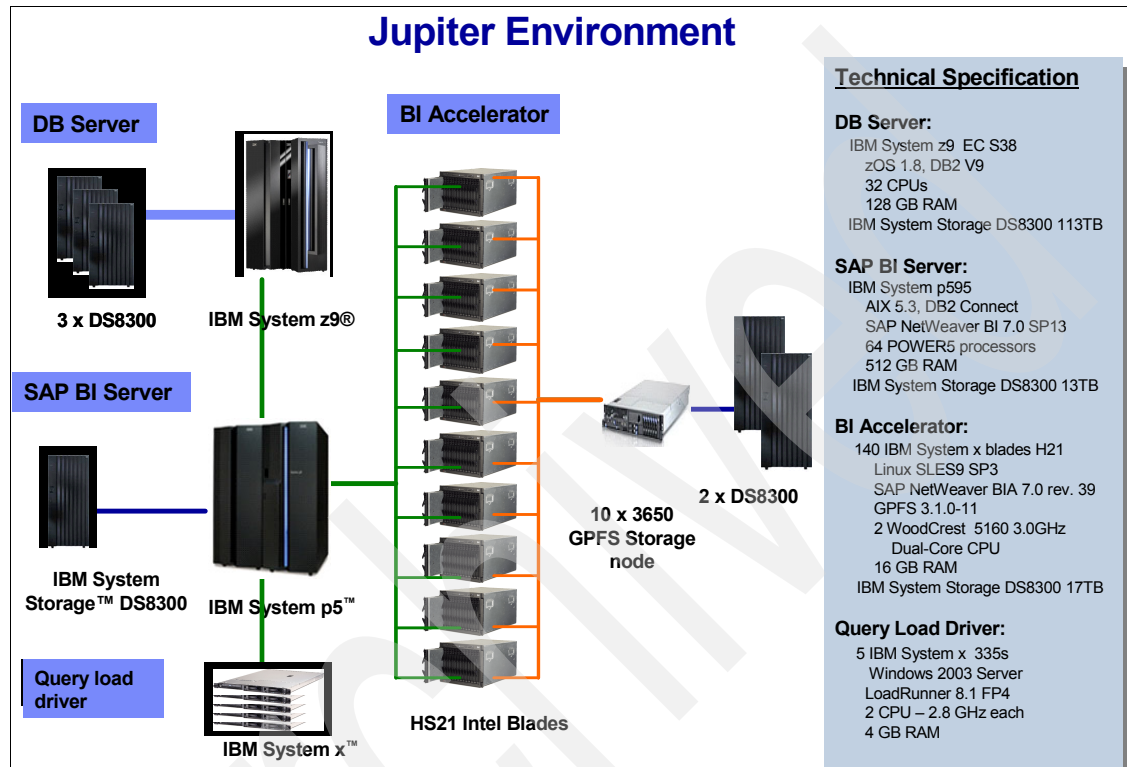 Jupiter Environment
DB Server
BI Accelerator
3 x DS8300
IBM System z9®
SAP BI Server
IBM System
Storage™ DS8300
IBM System p5™
Query load
driver
IBM System x™
HS21 Intel Blades
10 x 3650
GPFS Storage
node
2 x DS8300
Technical Specification
DB Server:
IBM System z9 EC S38
zOS 1.8, DB2 V9
32 CPUs
128 GB RAM
IBM System Storage DS8300 113TB
SAP BI Server:
IBM System p595
AIX 5.3, DB2 Connect
SAP NetWeaver BI 7.0 SP13
64 POWER5 processors
512 GB RAM
IBM System Storage DS8300 13TB
BI Accelerator:
140 IBM System x blades H21
Linux SLES9 SP3
SAP NetWeaver BIA 7.0 rev. 39
GPFS 3.1.0-11
2 WoodCrest 5160 3.0GHz
Dual-Core CPU
16 GB RAM
IBM System Storage DS8300 17TB
Query Load Driver:
5 IBM System x 335s
Windows 2003 Server
LoadRunner 8.1 FP4
2 CPU – 2.8 GHz each
4 GB RAM